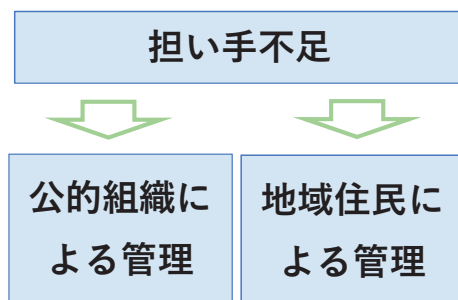 担い手不足
公的組織に
よる管理
地域住民に
よる管理